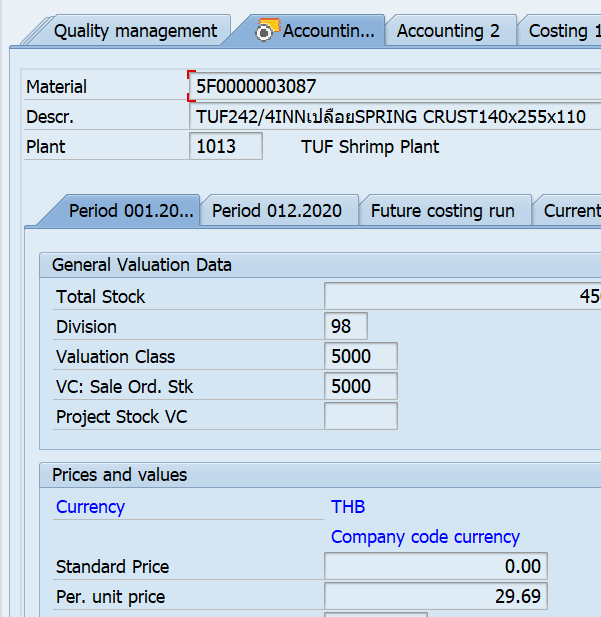 Quality management Accountin... Accounting 2 Costing 1
Material 5F0000003087
Descr. TUF242/4INNเปลือยSPRING CRUST140x255x110
Plant 1013 TUF Shrimp Plant
Period 001.20... Period 012.2020 Future costing run Current
General Valuation Data
Total Stock 45
Division 98
Valuation Class 5000
VC: Sale Ord. Stk 5000
Project Stock VC
Prices and values
Currency THB
Company code currency
Standard Price 0.00
Per. unit price 29.69